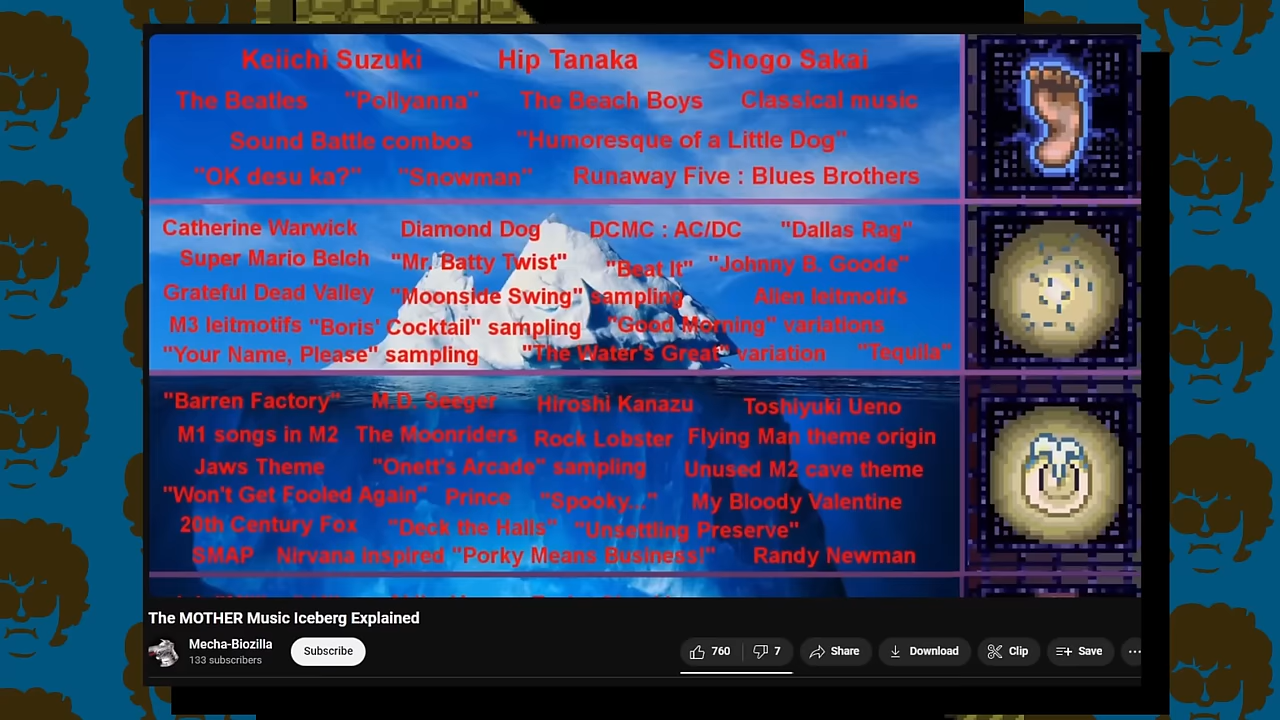 Keiichi Suzuki Hip Tanaka Shogo Sakai
The Beatles "Pollyanna" The Beach Boys Classical music
Sound Battle combos "Humoresque of a Little Dog"
"OK desu ka?" "Snowman" Runaway Five : Blues Brothers
Catherine Warwick Diamond Dog DCMC : AC/DC "Dallas Rag"
Super Mario Belch "Mr. Batty Twist" "Beat It" "Johnny B. Goode"
Grateful Dead Valley "Moonside Swing" sampling Alien leitmotifs
M3 leitmotifs "Boris' Cocktail" sampling "Good Morning" variations
"Your Name, Please" sampling "The Water's Great" variation "Tequila"
"Barren Factory" M.D. Seeger Hiroshi Kanazu Toshiyuki Ueno
M1 songs in M2 The Moonriders Rock Lobster Flying Man theme origin
Jaws Theme "Onett's Arcade" sampling Unused M2 cave theme
"Won't Get Fooled Again" Prince "Spooky..." My Bloody Valentine
20th Century Fox "Deck the Halls" "Unsettling Preserve"
SMAP Nirvana inspired "Porky Means Business!" Randy Newman
The MOTHER Music Iceberg Explained
Mecha-Biozilla
133 subscribers
Subscribe
760 7 Share Download Clip Save